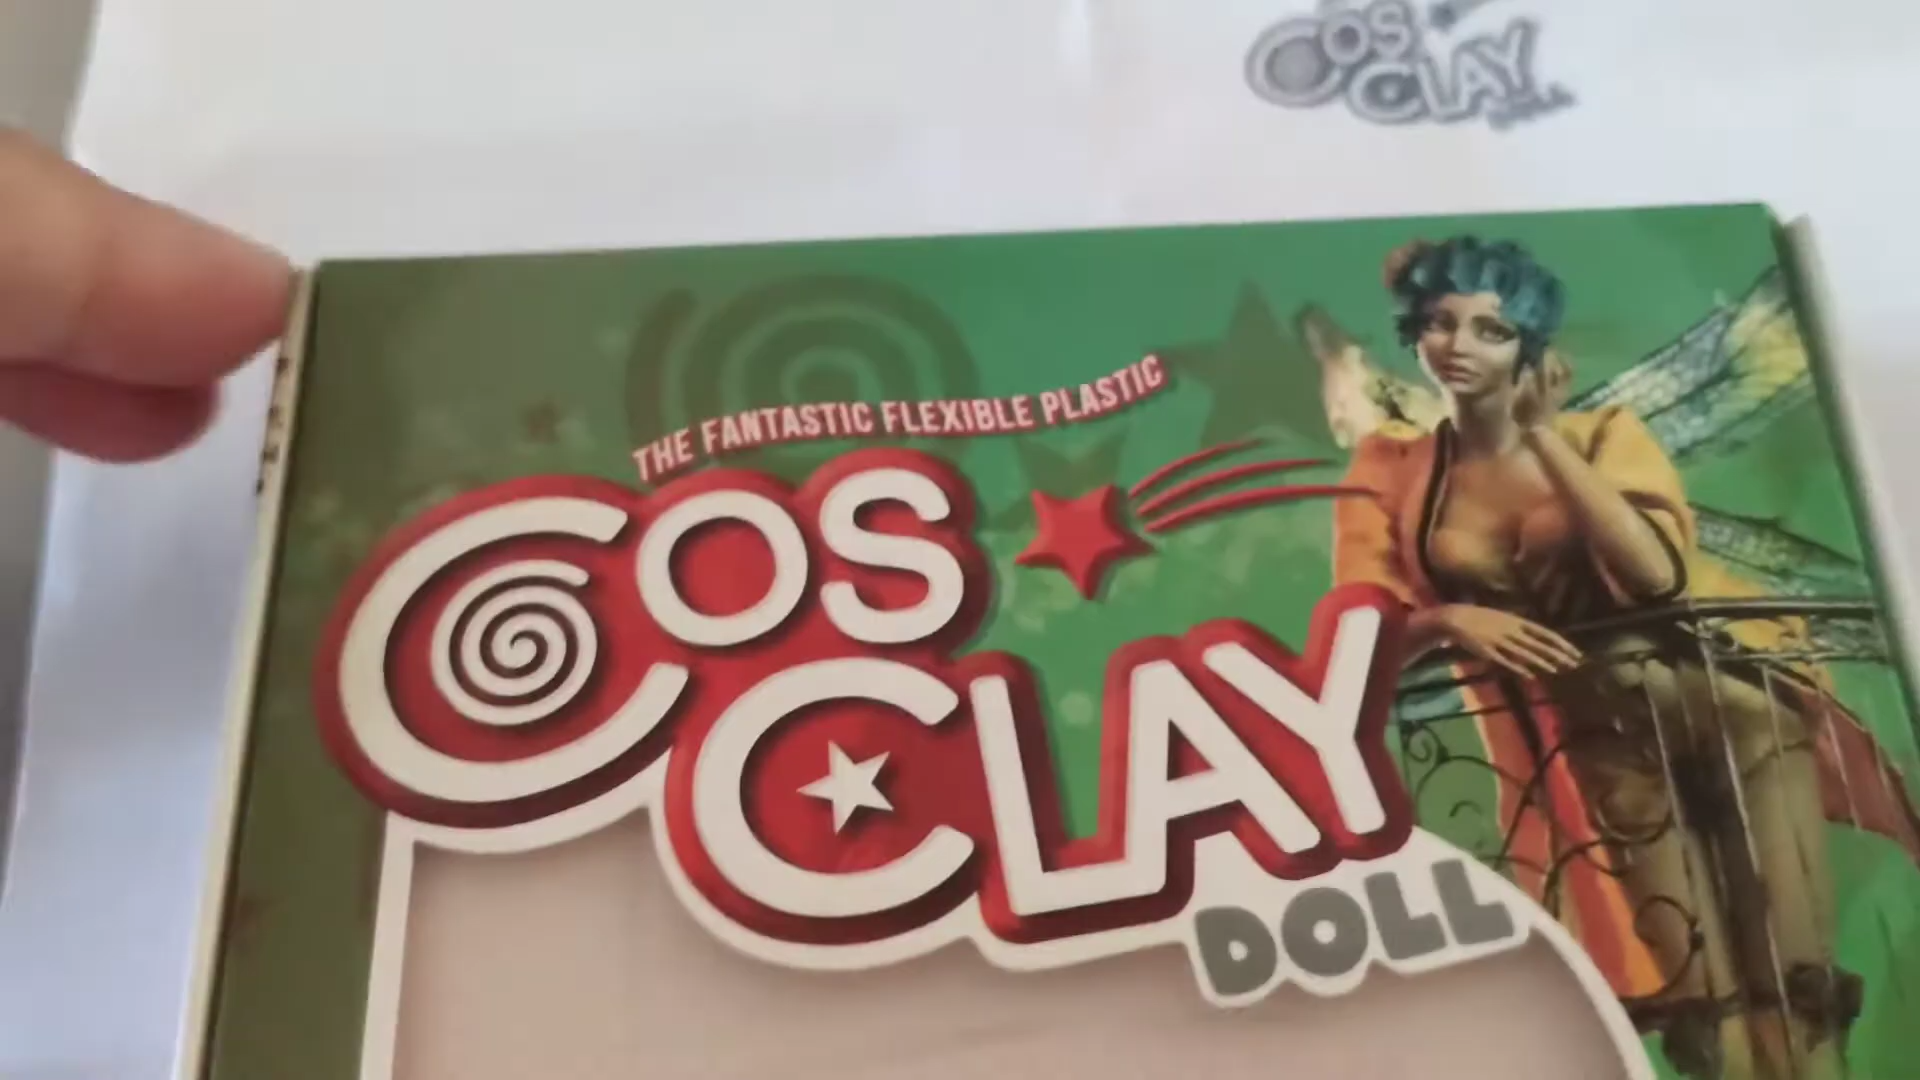 COS
CLAY
THE FANTASTIC FLEXIBLE PLASTIC
COS
CLAY
DOLL